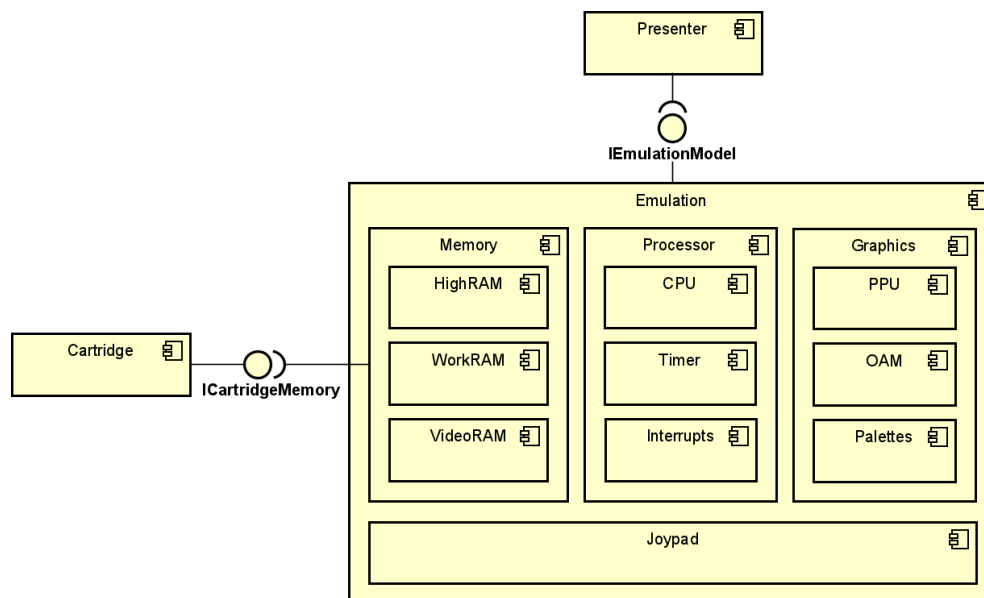 Presenter
IEmulationModel
Emulation
Memory
Processor
Graphics
HighRAM
CPU
PPU
Cartridge
ICartridgeMemory
WorkRAM
Timer
OAM
VideoRAM
Interrupts
Palettes
Joypad